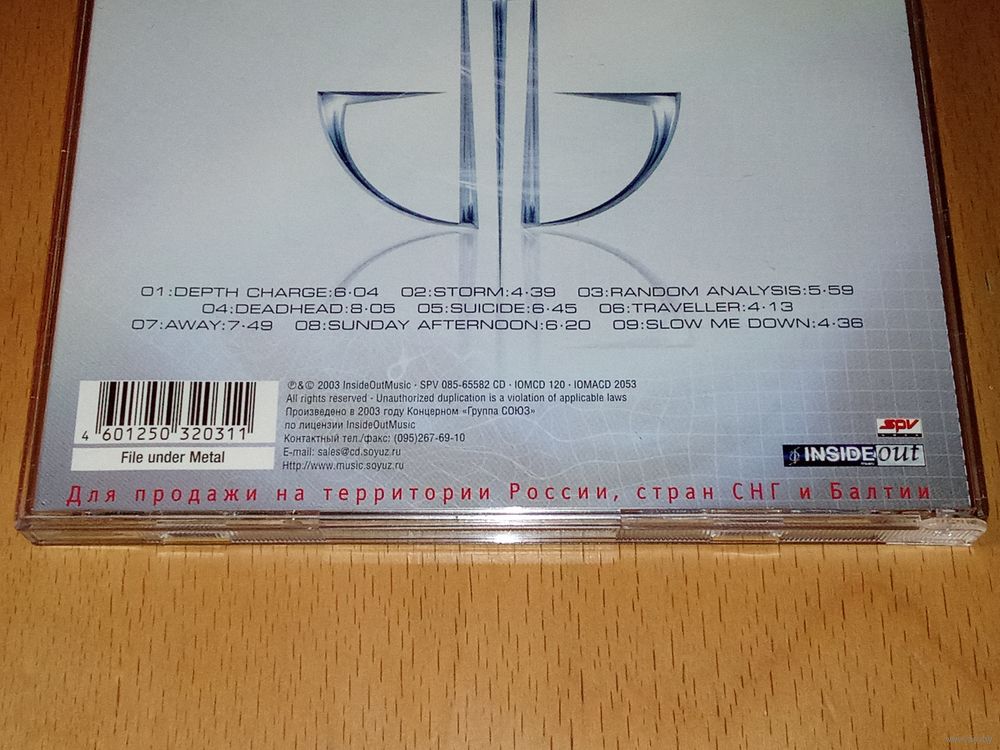 01:DEPTH CHARGE:6·04 02:STORM:4·39 03:RANDOM ANALYSIS:5·59
04:DEADHEAD:8·05 05:SUICIDE:6·45 06:TRAVELLER:4·13
07:AWAY:7·49 08:SUNDAY AFTERNOON:6·20 09:SLOW ME DOWN:4·36
℗&© 2003 InsideOutMusic · SPV 085-65582 CD · IOMCD 120 · IOMACD 2053
All rights reserved · Unauthorized duplication is a violation of applicable laws
Произведено в 2003 году Концерном «Группа СОЮЗ»
по лицензии InsideOutMusic
Контактный тел./факс: (095)267-69-10
E-mail: sales@cd.soyuz.ru
Http://www.music.soyuz.ru
4 601250 320311
File under Metal
SPV
INSIDEout
Для продажи на территории России, стран СНГ и Балтии